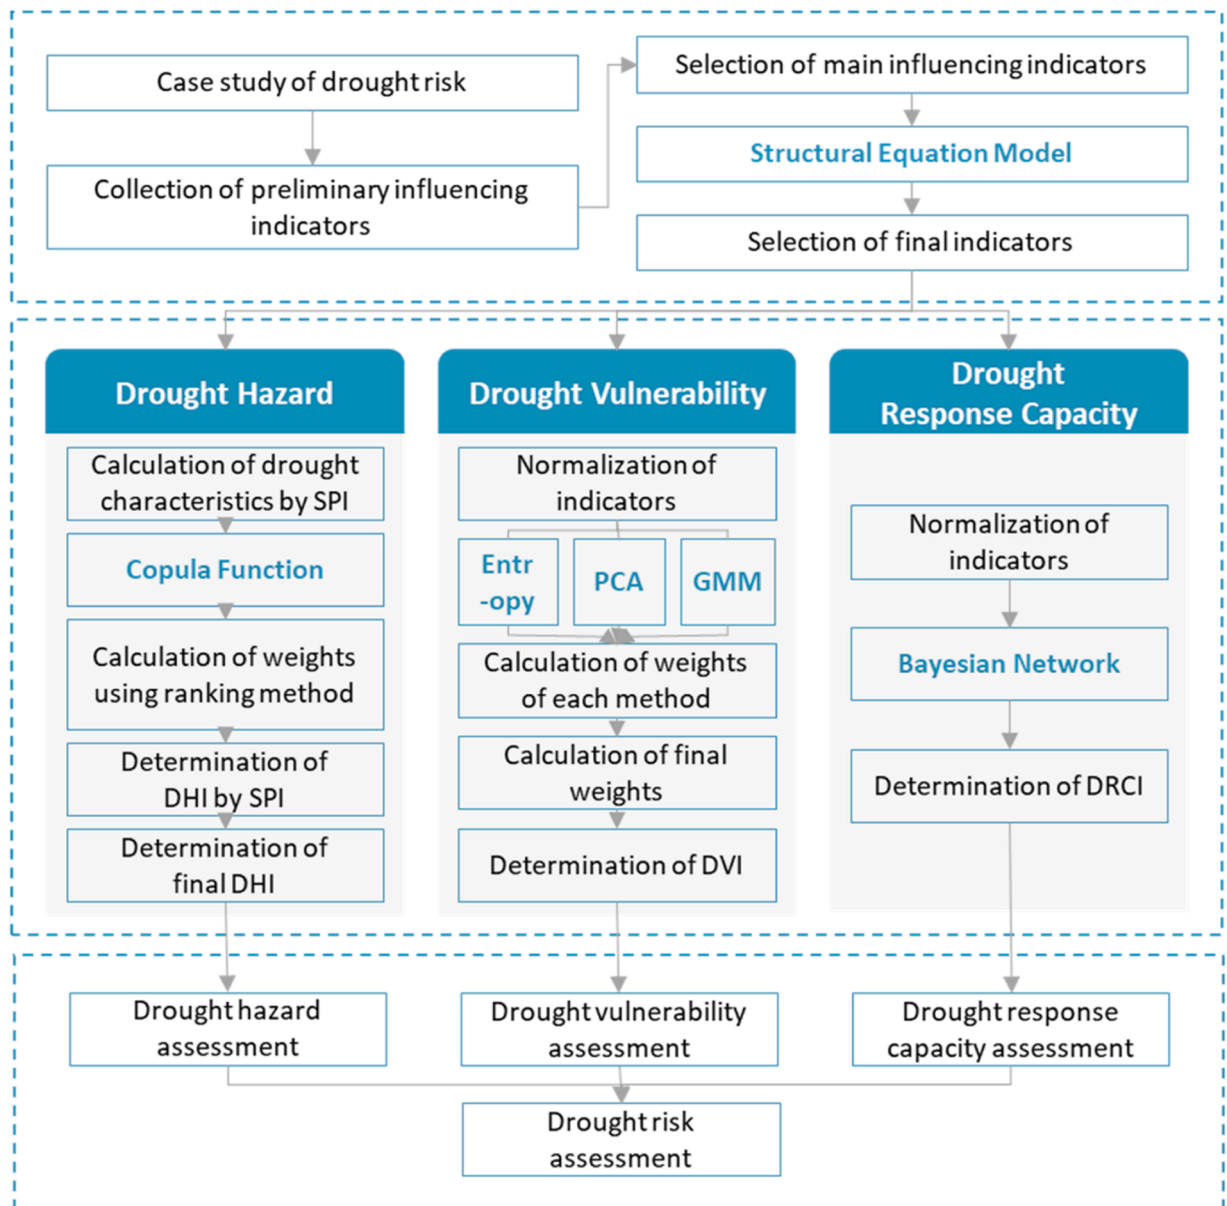 Case study of drought risk
Collection of preliminary influencing
indicators
Selection of main influencing indicators
Structural Equation Model
Selection of final indicators
Drought Hazard
Calculation of drought
characteristics by SPI
Copula Function
Calculation of weights
using ranking method
Determination of
DHI by SPI
Determination of
final DHI
Drought Vulnerability
Normalization of
indicators
Entr
-opy
PCA
GMM
Calculation of weights
of each method
Calculation of final
weights
Determination of DVI
Drought
Response Capacity
Normalization of
indicators
Bayesian Network
Determination of DRCI
Drought hazard
assessment
Drought vulnerability
assessment
Drought response
capacity assessment
Drought risk
assessment